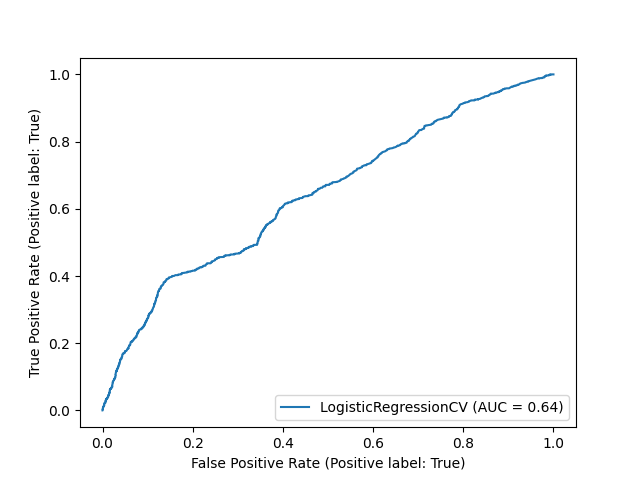 1.0
0.8
0.6
0.4
0.2
0.0
True Positive Rate (Positive label: True)
LogisticRegressionCV (AUC = 0.64)
0.0 0.2 0.4 0.6 0.8 1.0
False Positive Rate (Positive label: True)